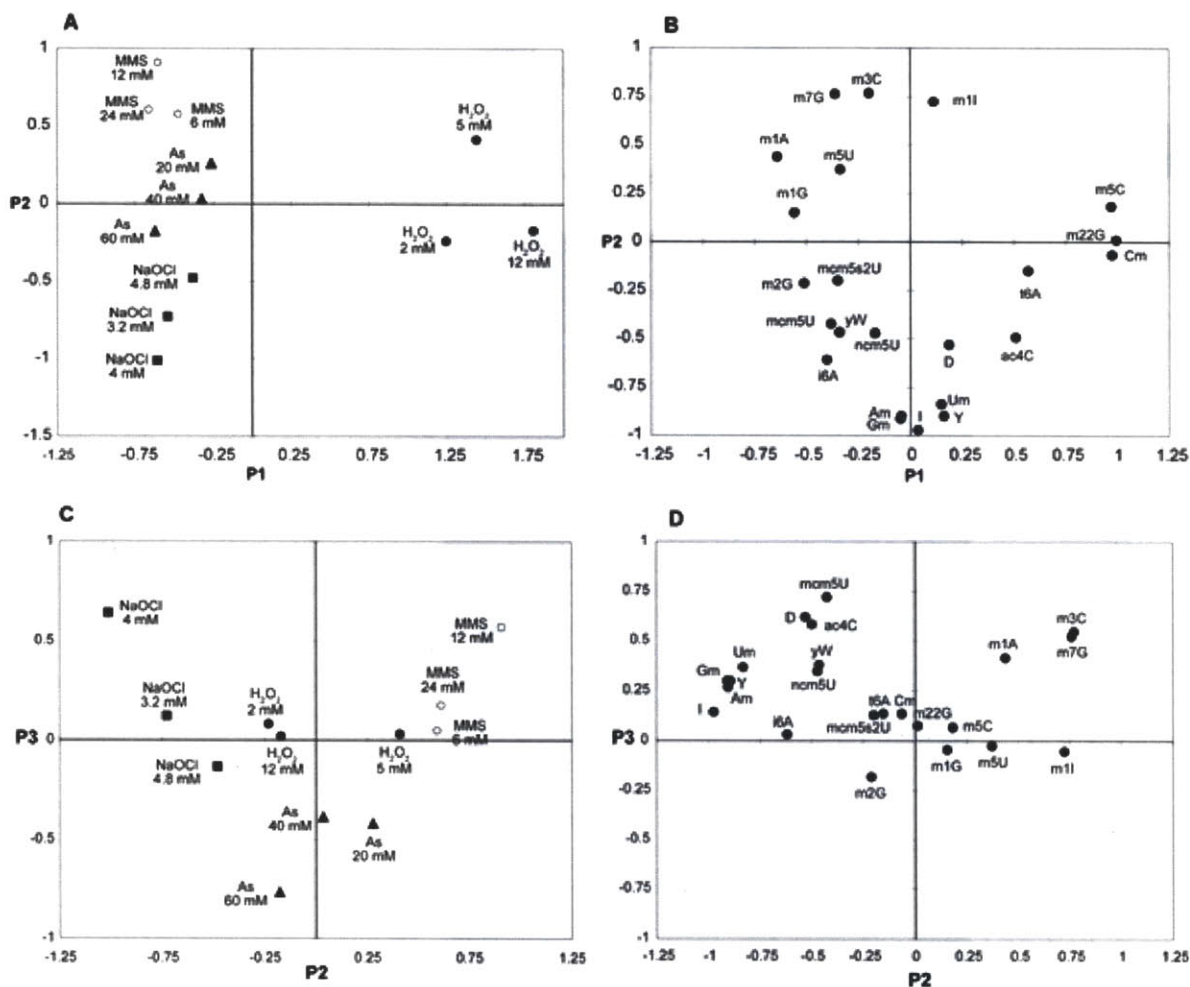 A
1
0.5
P2 0
-0.5
-1
-1.5
-1.25 -0.75 -0.25 0.25 0.75 1.25 1.75
P1
MMS
12 mM
MMS
24 mM
MMS
6 mM
As
20 mM
As
40 mM
As
60 mM
NaOCl
4.8 mM
NaOCl
3.2 mM
NaOCl
4 mM
H₂O₂
5 mM
H₂O₂
2 mM
H₂O₂
12 mM
B
1
0.75
0.5
0.25
P2 0
-0.25
-0.5
-0.75
-1
-1.25 -1 -0.75 -0.5 -0.25 0 0.25 0.5 0.75 1 1.25
P1
m3C
m7G
m1I
m1A
m5U
m1G
m5C
m22G
Cm
t6A
m2G
mcm5s2U
mcm5U
yW
ncm5U
i6A
D
ac4C
Am
Gm
I
Um
Y
C
1
0.5
P3 0
-0.5
-1
-1.25 -0.75 -0.25 0.25 0.75 1.25
P2
NaOCl
4 mM
NaOCl
3.2 mM
NaOCl
4.8 mM
H₂O₂
2 mM
H₂O₂
12 mM
H₂O₂
5 mM
MMS
12 mM
MMS
24 mM
MMS
6 mM
As
40 mM
As
20 mM
As
60 mM
D
1
0.75
0.5
0.25
P3 0
-0.25
-0.5
-0.75
-1
-1.25 -1 -0.75 -0.5 -0.25 0 0.25 0.5 0.75 1 1.25
P2
mcm5U
D
ac4C
m3C
m7G
m1A
Um
yW
Gm
Y
Am
ncm5U
I
i6A
t6A Cm
mcm5s2U
m22G
m5C
m1G
m5U
m1I
m2G